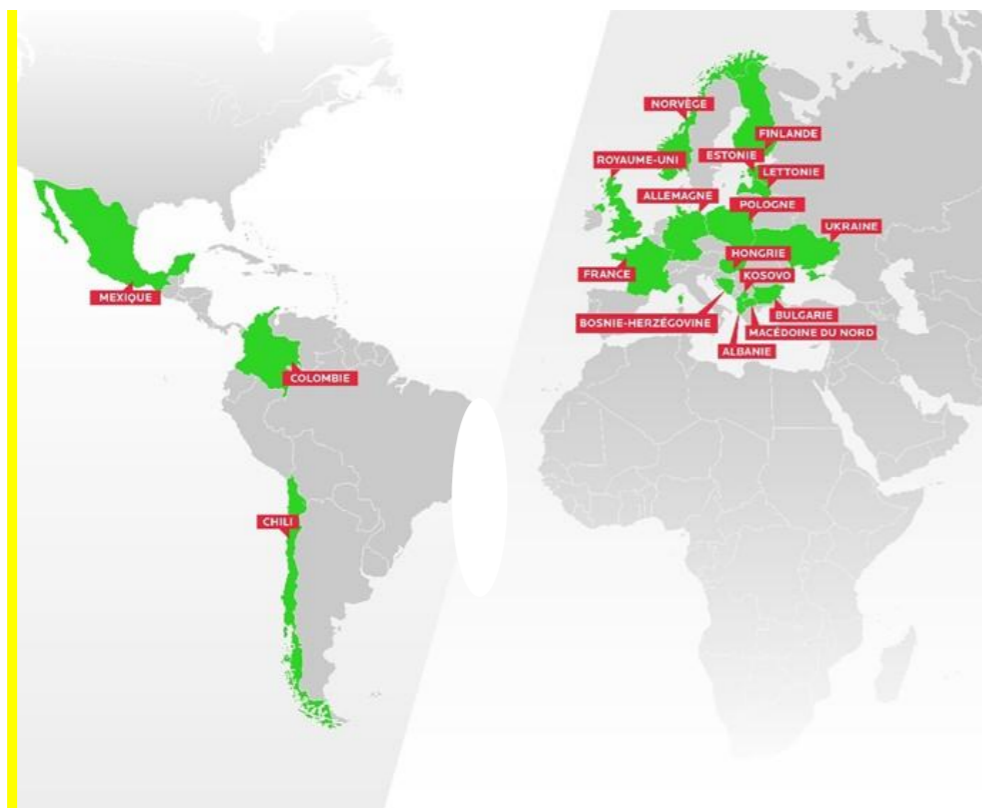 NORVÈGE
FINLANDE
ROYAUME-UNI
ESTONIE
LETTONIE
ALLEMAGNE
POLOGNE
UKRAINE
HONGRIE
FRANCE
KOSOVO
MEXIQUE
BULGARIE
BOSNIE-HERZÉGOVINE
MACÉDOINE DU NORD
ALBANIE
COLOMBIE
CHILI